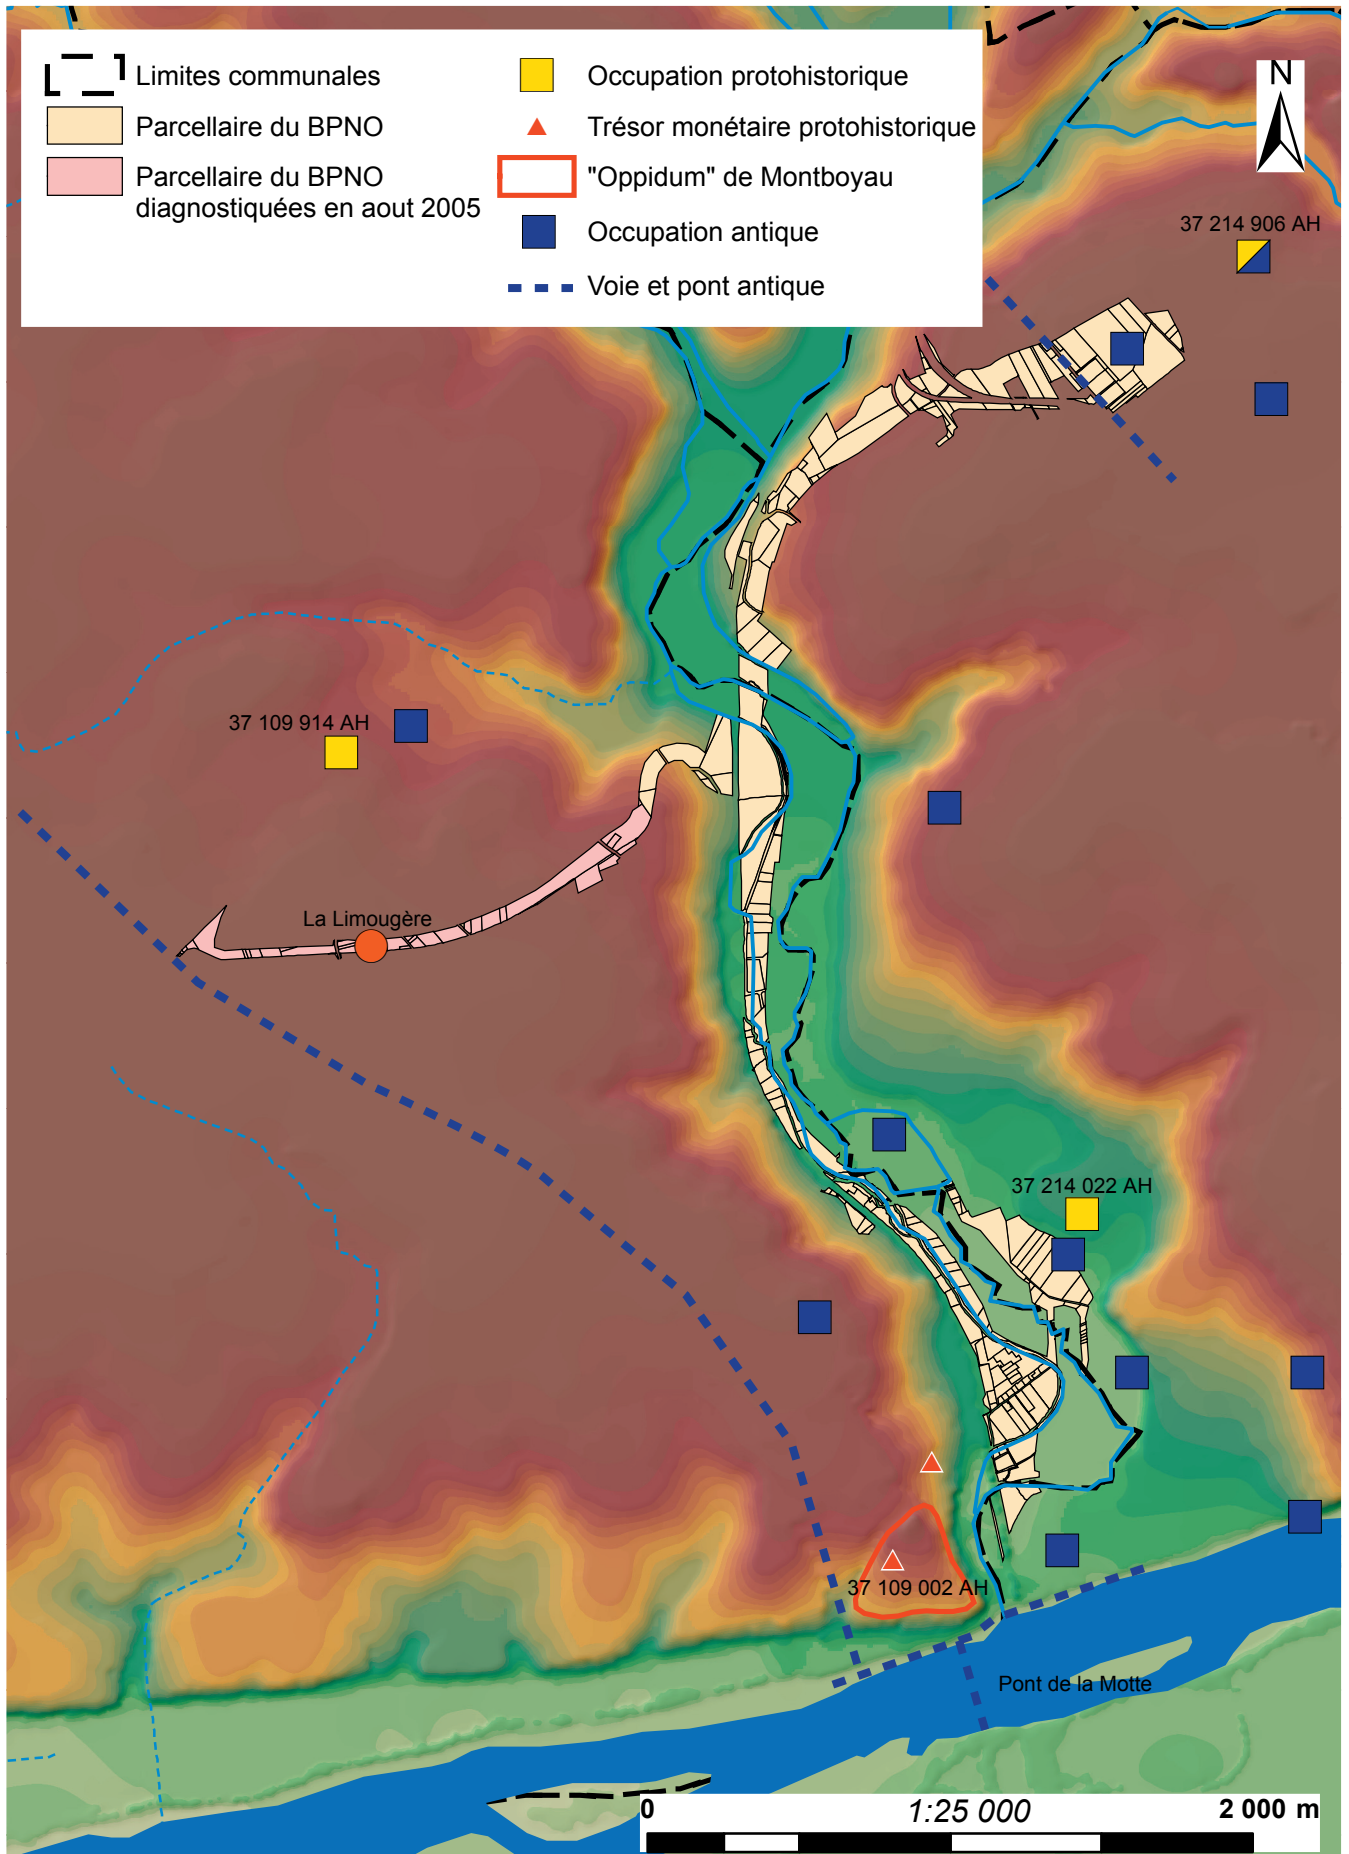 Limites communales
Parcellaire du BPNO
Parcellaire du BPNO
diagnostiquées en aout 2005
Occupation protohistorique
Trésor monétaire protohistorique
"Oppidum" de Montboyau
Occupation antique
Voie et pont antique
N
37 214 906 AH
37 109 914 AH
La Limougère
37 214 022 AH
37 109 002 AH
Pont de la Motte
0 1:25 000 2 000 m